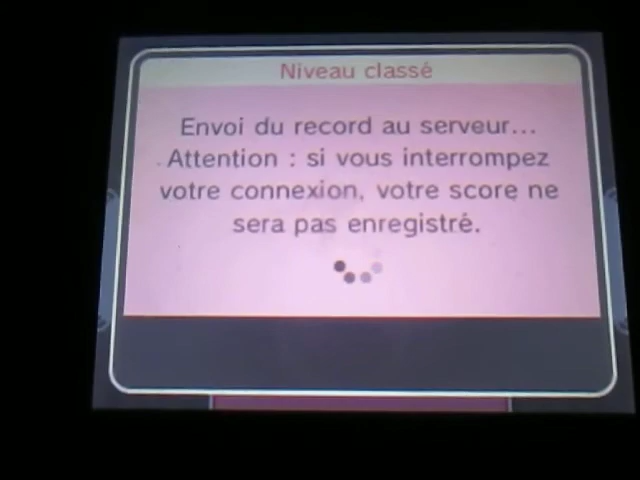 Niveau classé
Envoi du record au serveur...
Attention : si vous interrompez
votre connexion, votre score ne
sera pas enregistré.